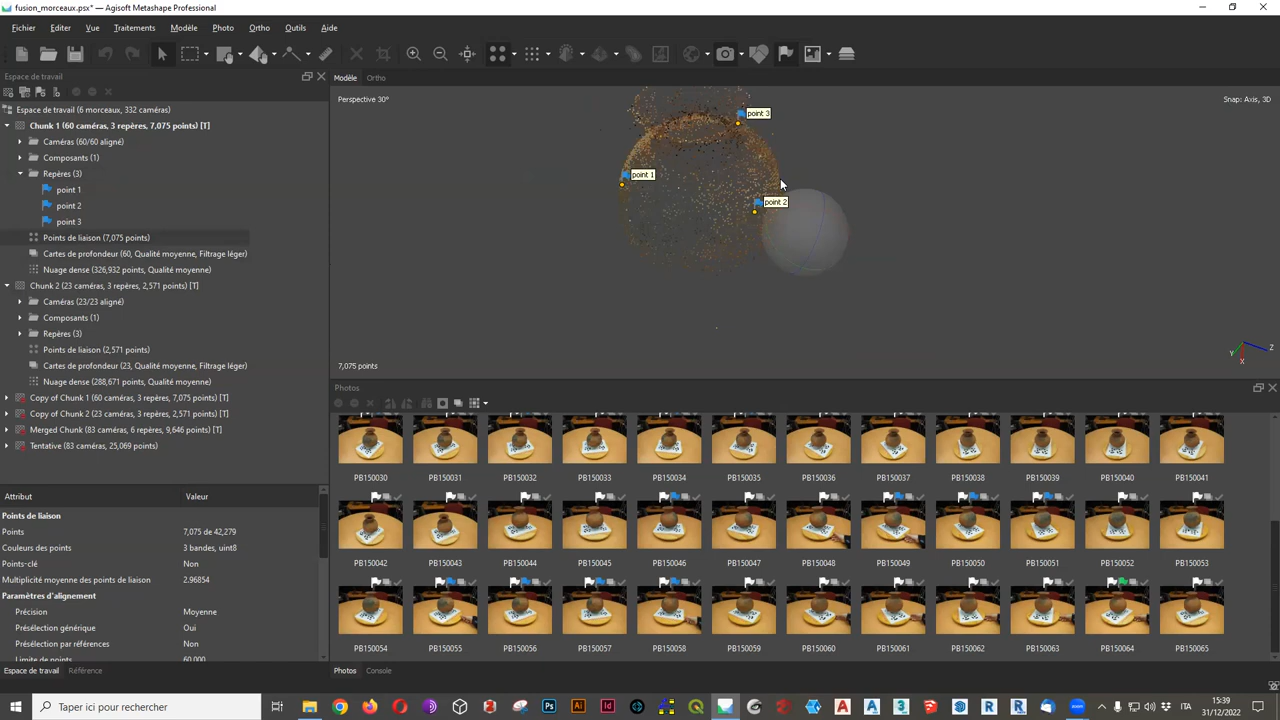 fusion_morceaux.psx* — Agisoft Metashape Professional
Fichier Editer Vue Traitements Modèle Photo Ortho Outils Aide
Espace de travail
Modèle Ortho
Perspective 30°
Snap: Axis, 3D
Espace de travail (6 morceaux, 332 caméras)
Chunk 1 (60 caméras, 3 repères, 7,075 points) [T]
Caméras (60/60 aligné)
Composants (1)
Repères (3)
point 1
point 2
point 3
Points de liaison (7,075 points)
Cartes de profondeur (60, Qualité moyenne, Filtrage léger)
Nuage dense (326,932 points, Qualité moyenne)
Chunk 2 (23 caméras, 3 repères, 2,571 points) [T]
Caméras (23/23 aligné)
Composants (1)
Repères (3)
Points de liaison (2,571 points)
Cartes de profondeur (23, Qualité moyenne, Filtrage léger)
Nuage dense (288,671 points, Qualité moyenne)
Copy of Chunk 1 (60 caméras, 3 repères, 7,075 points) [T]
Copy of Chunk 2 (23 caméras, 3 repères, 2,571 points) [T]
Merged Chunk (83 caméras, 6 repères, 9,646 points) [T]
Tentative (83 caméras, 25,069 points)
point 3
point 1
point 2
7,075 points
Y X Z
Attribut Valeur
Points de liaison
Points 7,075 de 42,279
Couleurs des points 3 bandes, uint8
Points-clé Non
Multiplicité moyenne des points de liaison 2.96854
Paramètres d'alignement
Précision Moyenne
Présélection générique Oui
Présélection par références Non
Limite de points 60,000
Espace de travail Référence
Photos
PB150030 PB150031 PB150032 PB150033 PB150034 PB150035 PB150036 PB150037 PB150038 PB150039 PB150040 PB150041
PB150042 PB150043 PB150044 PB150045 PB150046 PB150047 PB150048 PB150049 PB150050 PB150051 PB150052 PB150053
PB150054 PB150055 PB150056 PB150057 PB150058 PB150059 PB150060 PB150061 PB150062 PB150063 PB150064 PB150065
Photos Console
Taper ici pour rechercher
Ps Ai Id
A A 3 R R
zoom
ITA
15:39
31/12/2022